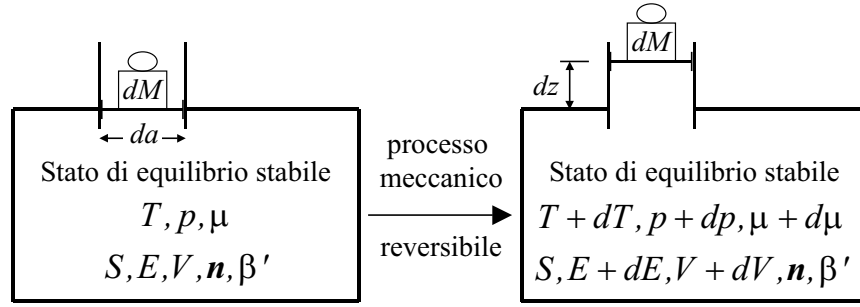 dM
da
Stato di equilibrio stabile
T, p, μ
S, E, V, n, β'
processo
meccanico
reversibile
dM
dz
Stato di equilibrio stabile
T + dT, p + dp, μ + dμ
S, E + dE, V + dV, n, β'